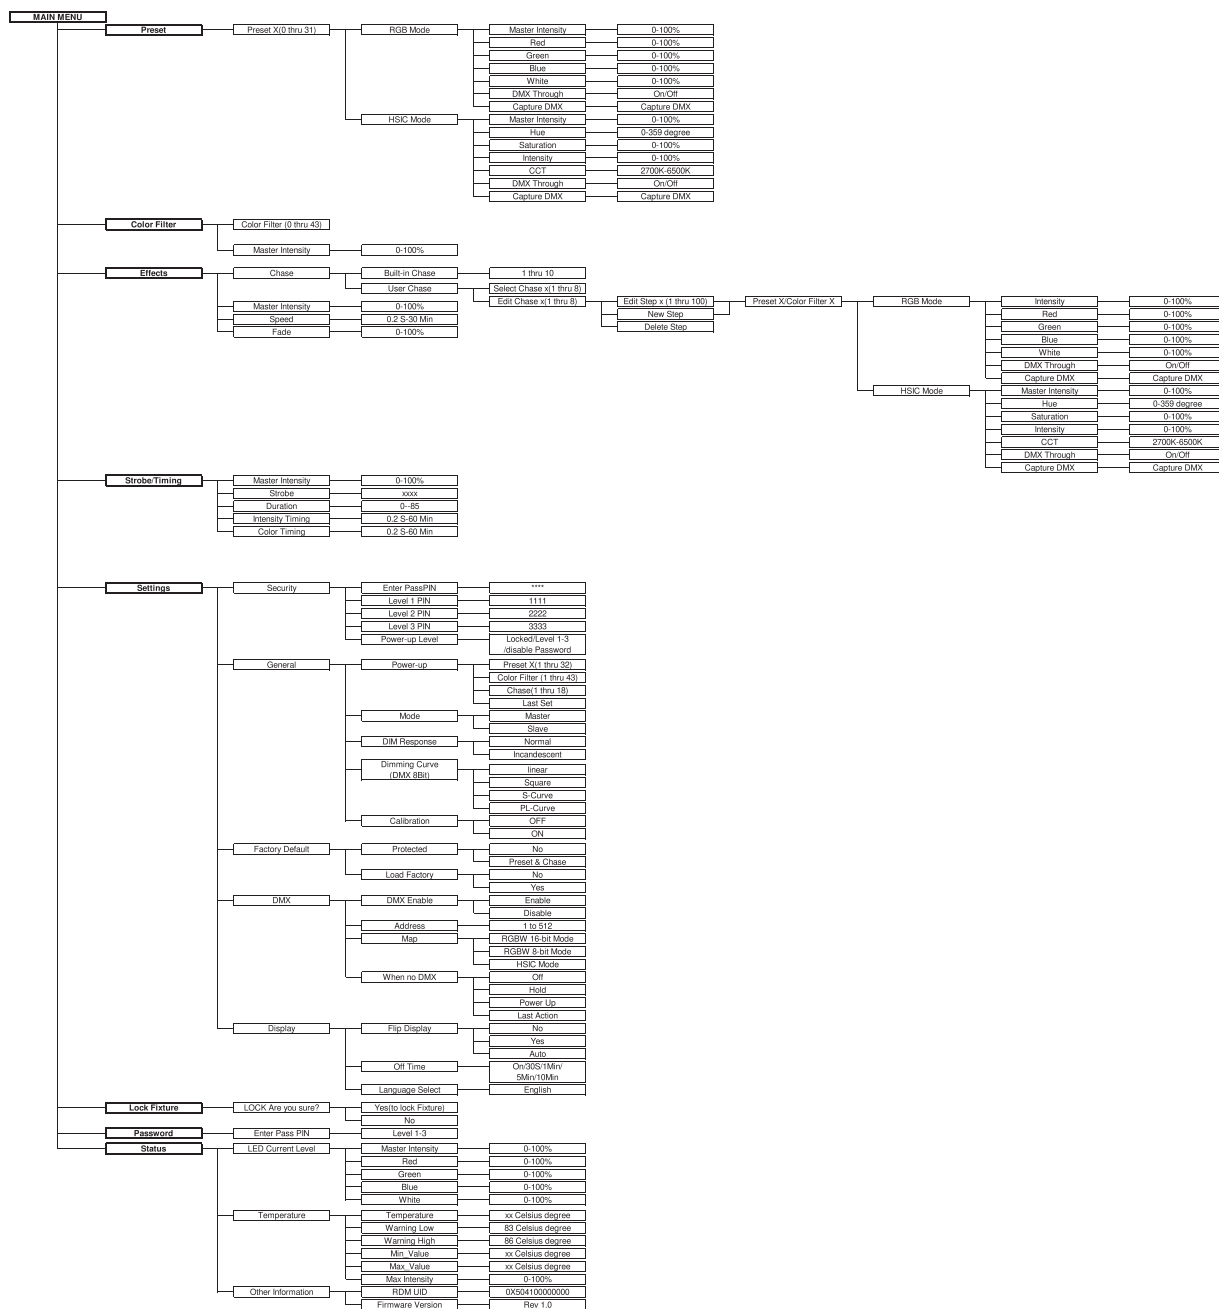 MAIN MENU
Preset Preset X(0 thru 31) RGB Mode Master Intensity 0-100%
Red 0-100%
Green 0-100%
Blue 0-100%
White 0-100%
DMX Through On/Off
Capture DMX Capture DMX
HSIC Mode Master Intensity 0-100%
Hue 0-359 degree
Saturation 0-100%
Intensity 0-100%
CCT 2700K-6500K
DMX Through On/Off
Capture DMX Capture DMX
Color Filter Color Filter (0 thru 43)
Master Intensity 0-100%
Effects Chase Built-in Chase 1 thru 10
User Chase Select Chase x(1 thru 8)
Edit Chase x(1 thru 8) Edit Step x (1 thru 100) Preset X/Color Filter X RGB Mode Intensity 0-100%
Master Intensity 0-100% New Step Red 0-100%
Speed 0.2 S-30 Min Delete Step Green 0-100%
Fade 0-100% Blue 0-100%
White 0-100%
DMX Through On/Off
Capture DMX Capture DMX
HSIC Mode Master Intensity 0-100%
Hue 0-359 degree
Saturation 0-100%
Intensity 0-100%
CCT 2700K-6500K
DMX Through On/Off
Capture DMX Capture DMX
Strobe/Timing Master Intensity 0-100%
Strobe xxxx
Duration 0--85
Intensity Timing 0.2 S-60 Min
Color Timing 0.2 S-60 Min
Settings Security Enter PassPIN ****
Level 1 PIN 1111
Level 2 PIN 2222
Level 3 PIN 3333
Power-up Level Locked/Level 1-3
/disable Password
General Power-up Preset X(1 thru 32)
Color Filter (1 thru 43)
Chase(1 thru 18)
Last Set
Mode Master
Slave
DIM Response Normal
Incandescent
Dimming Curve linear
(DMX 8Bit)
Square
S-Curve
PL-Curve
Calibration OFF
ON
Factory Default Protected No
Preset & Chase
Load Factory No
Yes
DMX DMX Enable Enable
Disable
Address 1 to 512
Map RGBW 16-bit Mode
RGBW 8-bit Mode
HSIC Mode
When no DMX Off
Hold
Power Up
Last Action
Display Flip Display No
Yes
Auto
Off Time On/30S/1Min/
5Min/10Min
Language Select English
Lock Fixture LOCK Are you sure? Yes(to lock Fixture)
No
Password Enter Pass PIN Level 1-3
Status LED Current Level Master Intensity 0-100%
Red 0-100%
Green 0-100%
Blue 0-100%
White 0-100%
Temperature Temperature xx Celsius degree
Warning Low 83 Celsius degree
Warning High 86 Celsius degree
Min_Value xx Celsius degree
Max_Value xx Celsius degree
Max Intensity 0-100%
Other Information RDM UID 0X504100000000
Firmware Version Rev 1.0